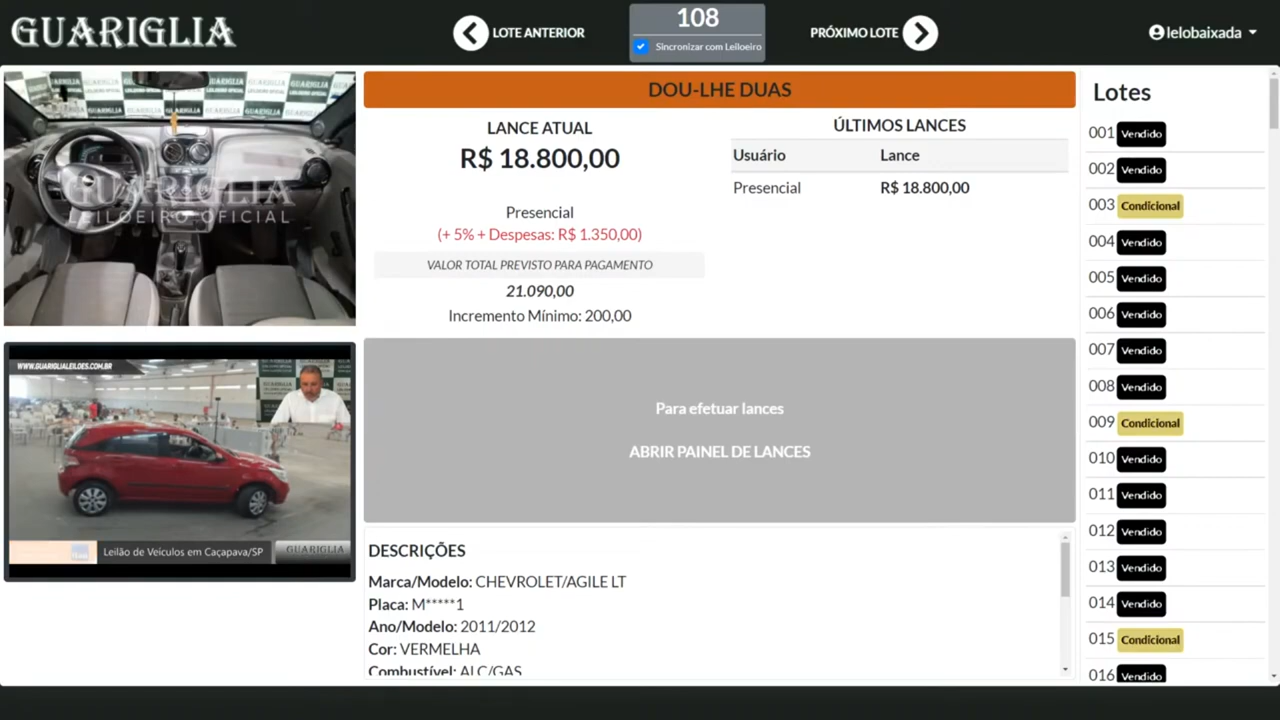 GUARIGLIA
LOTE ANTERIOR
108
Sincronizar com Leiloeiro
PRÓXIMO LOTE
lelobaixada
GUARIGLIA
LEILOEIRO OFICIAL
WWW.GUARIGLIALEILOES.COM.BR
Leilão de Veículos em Caçapava/SP
GUARIGLIA
DOU-LHE DUAS
LANCE ATUAL
R$ 18.800,00
Presencial
(+ 5% + Despesas: R$ 1.350,00)
VALOR TOTAL PREVISTO PARA PAGAMENTO
21.090,00
Incremento Mínimo: 200,00
ÚLTIMOS LANCES
Usuário Lance
Presencial R$ 18.800,00
Para efetuar lances
ABRIR PAINEL DE LANCES
DESCRIÇÕES
Marca/Modelo: CHEVROLET/AGILE LT
Placa: M*****1
Ano/Modelo: 2011/2012
Cor: VERMELHA
Combustível: ALC/GAS
Lotes
001 Vendido
002 Vendido
003 Condicional
004 Vendido
005 Vendido
006 Vendido
007 Vendido
008 Vendido
009 Condicional
010 Vendido
011 Vendido
012 Vendido
013 Vendido
014 Vendido
015 Condicional
016 Vendido